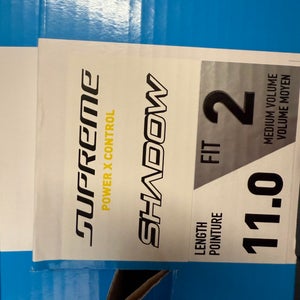 SUPREME
POWER X CONTROL
SHADOW
FIT 2
MEDIUM VOLUME
VOLUME MOYEN
LENGTH
POINTURE
11.0